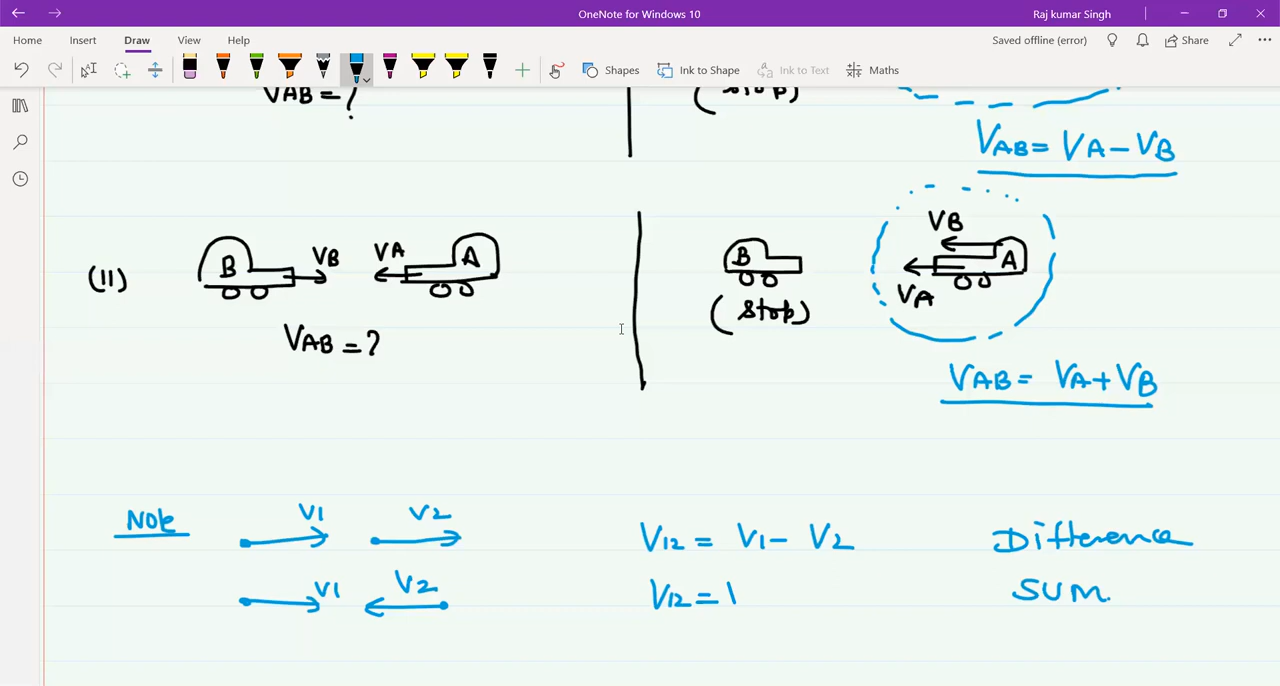 OneNote for Windows 10
Raj kumar Singh
Home Insert Draw View Help
Saved offline (error) Share
Shapes Ink to Shape Ink to Text Maths
VAB = ?
(Stop)
VAB = VA - VB
(II) B VB VA A
VAB = ?
B
(Stop)
VB
A
VA
VAB = VA + VB
Note V1 V2
V12 = V1 - V2 Difference
V1 V2
V12 = SUM